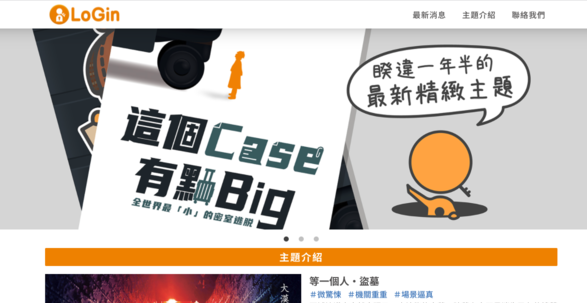 LoGin
最新消息 主題介紹 聯絡我們
這個Case
有點Big
全世界最「小」的密室逃脫
睽違一年半的
最新精緻主題
主題介紹
大漠
等一個人・盜墓
#微驚悚 #機關重重 #場景逼真